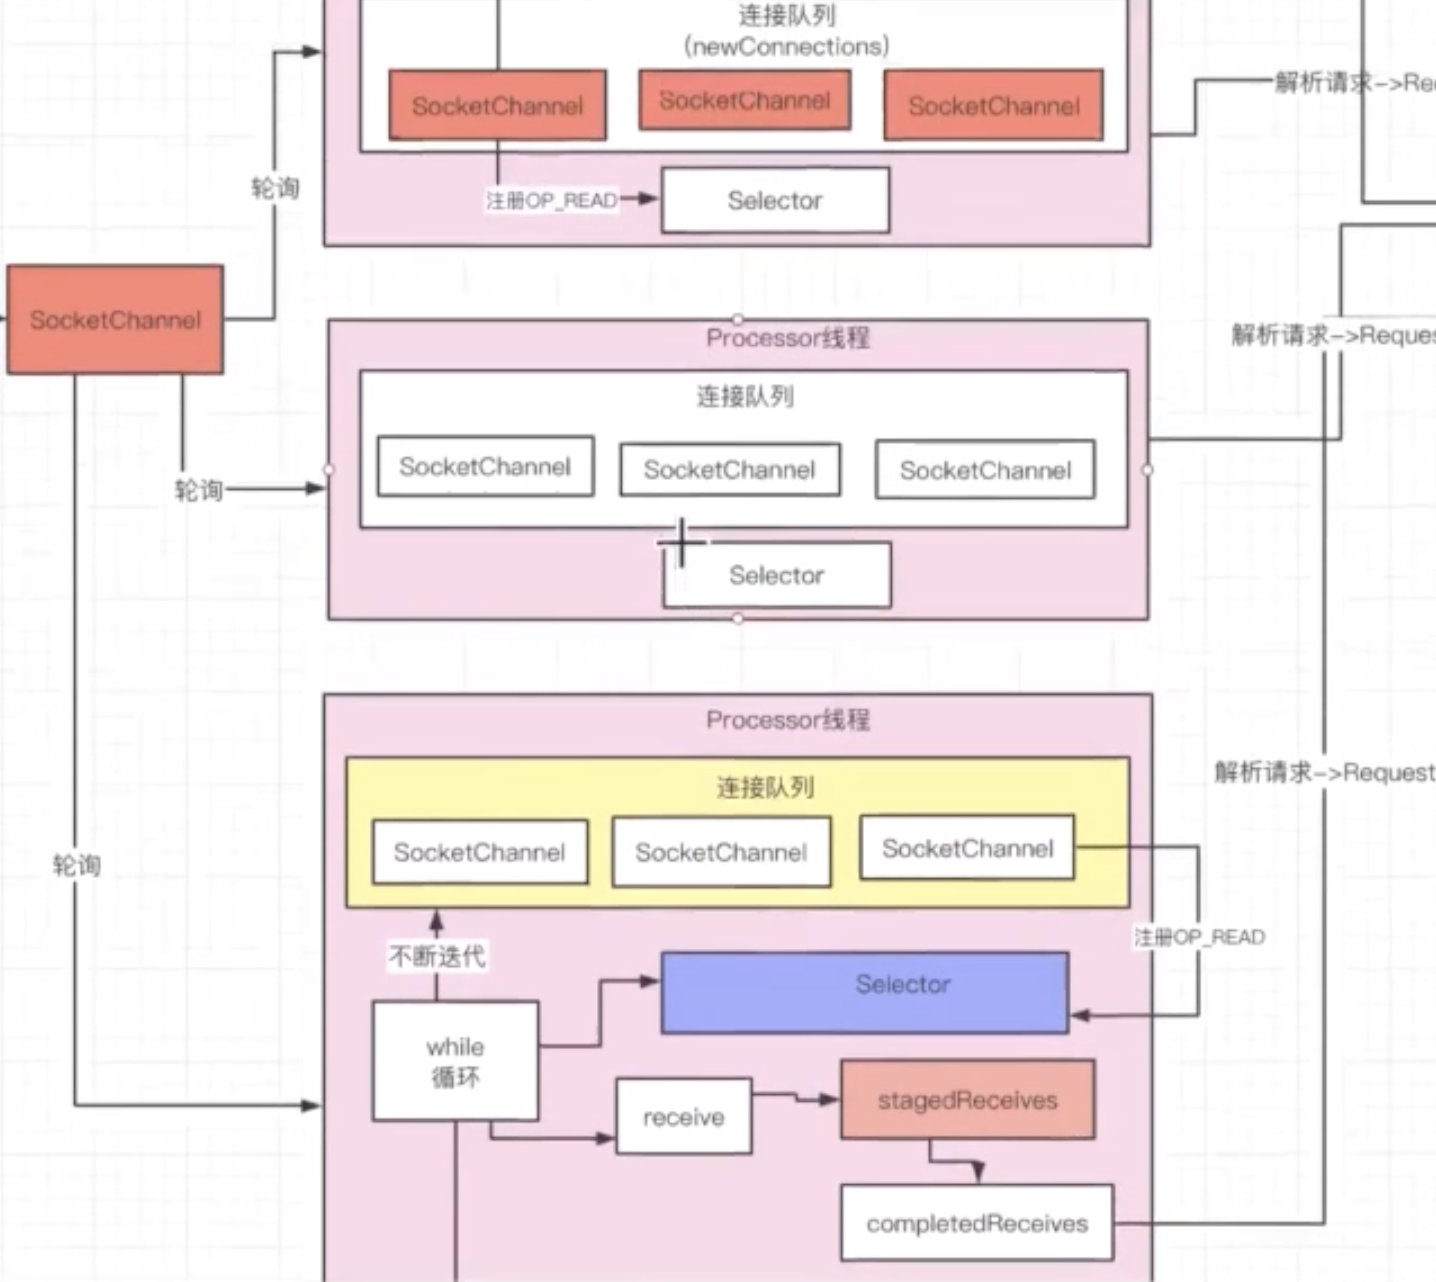 连接队列
(newConnections)
SocketChannel
SocketChannel
SocketChannel
解析请求->Re
轮询
注册OP_READ
Selector
SocketChannel
Processor线程
解析请求->Reques
连接队列
SocketChannel
SocketChannel
SocketChannel
轮询
Selector
Processor线程
解析请求->Request
连接队列
SocketChannel
SocketChannel
SocketChannel
轮询
注册OP_READ
不断迭代
Selector
while
循环
receive
stagedReceives
completedReceives